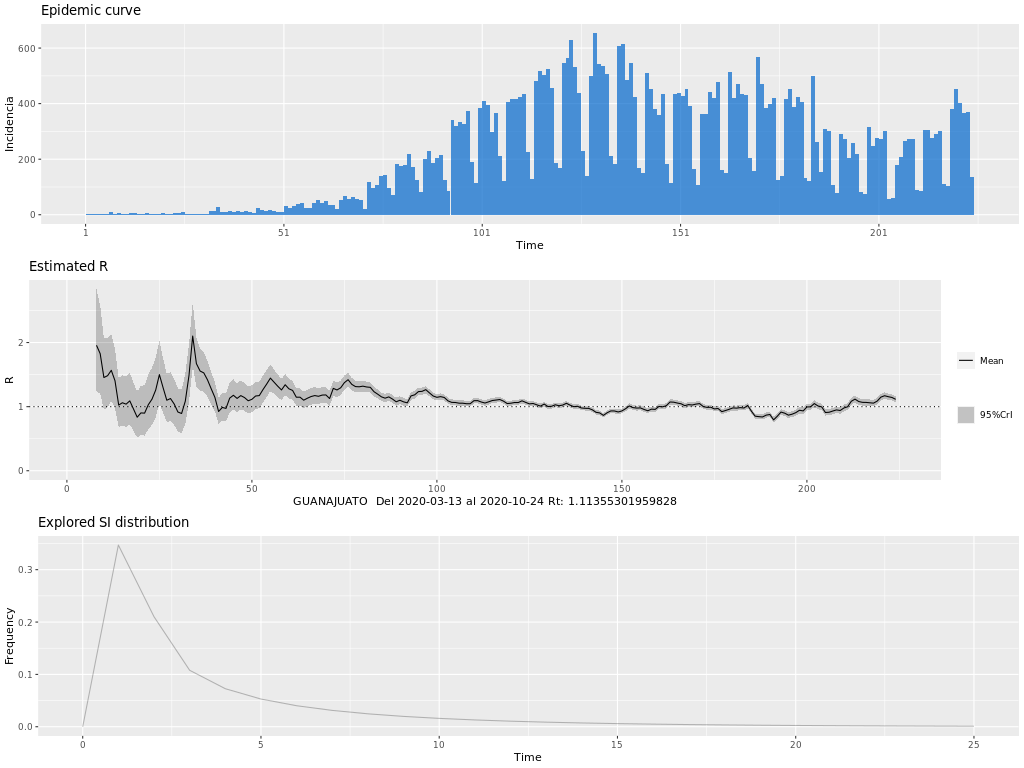 Epidemic curve
600
400
200
0
Incidencia
1 51 101 151 201
Time
Estimated R
2
1
0
R
Mean
95%CrI
0 50 100 150 200
GUANAJUATO Del 2020-03-13 al 2020-10-24 Rt: 1.11355301959828
Explored SI distribution
0.3
0.2
0.1
0.0
Frequency
0 5 10 15 20 25
Time